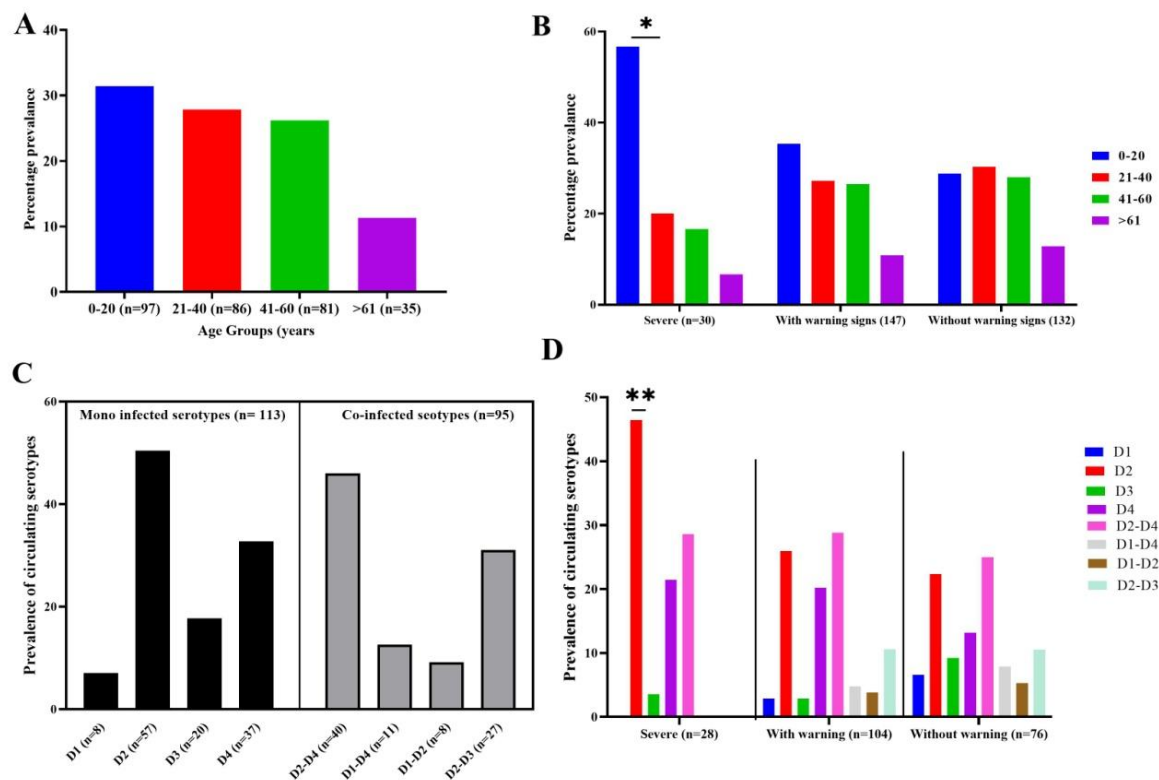 A
Percentage prevalance
40
30
20
10
0
0-20 (n=97) 21-40 (n=86) 41-60 (n=81) >61 (n=35)
Age Groups (years
B
Percentage prevalance
60
40
20
0
*
Severe (n=30) With warning signs (147) Without warning signs (132)
0-20
21-40
41-60
>61
C
Prevalence of circulating serotypes
60
40
20
0
Mono infected serotypes (n= 113) Co-infected seotypes (n=95)
D1 (n=8) D2 (n=57) D3 (n=20) D4 (n=37) D2-D4 (n=40) D1-D4 (n=11) D1-D2 (n=8) D2-D3 (n=27)
D
Prevalence of circulating serotypes
50
40
30
20
10
0
**
Severe (n=28) With warning (n=104) Without warning (n=76)
D1
D2
D3
D4
D2-D4
D1-D4
D1-D2
D2-D3